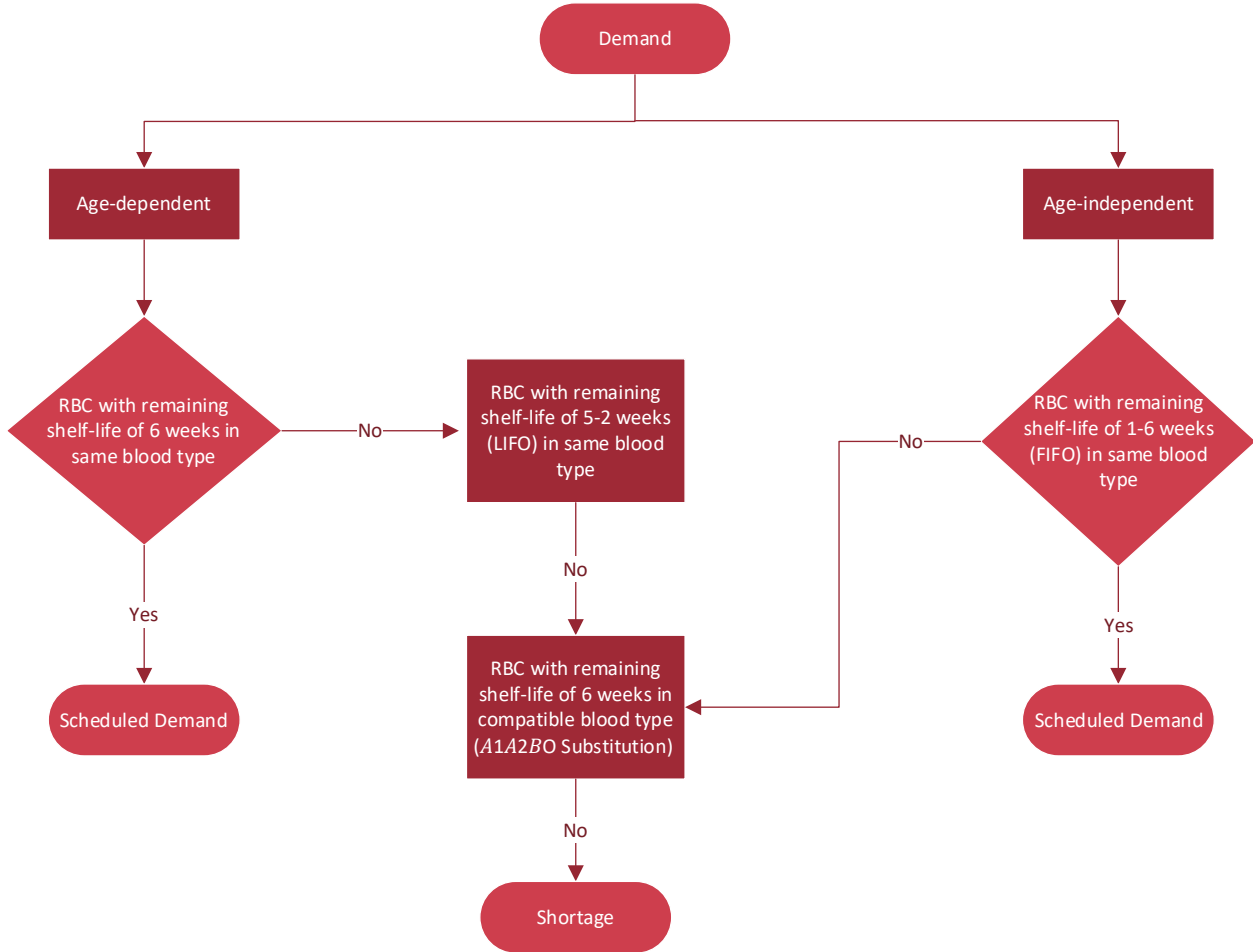 Demand
Age-dependent
Age-independent
RBC with remaining
shelf-life of 6 weeks in
same blood type
No
RBC with remaining
shelf-life of 5-2 weeks
(LIFO) in same blood
type
No
RBC with remaining
shelf-life of 1-6 weeks
(FIFO) in same blood
type
No
Yes
Yes
RBC with remaining
shelf-life of 6 weeks in
compatible blood type
(A1A2BO Substitution)
Scheduled Demand
Scheduled Demand
No
Shortage